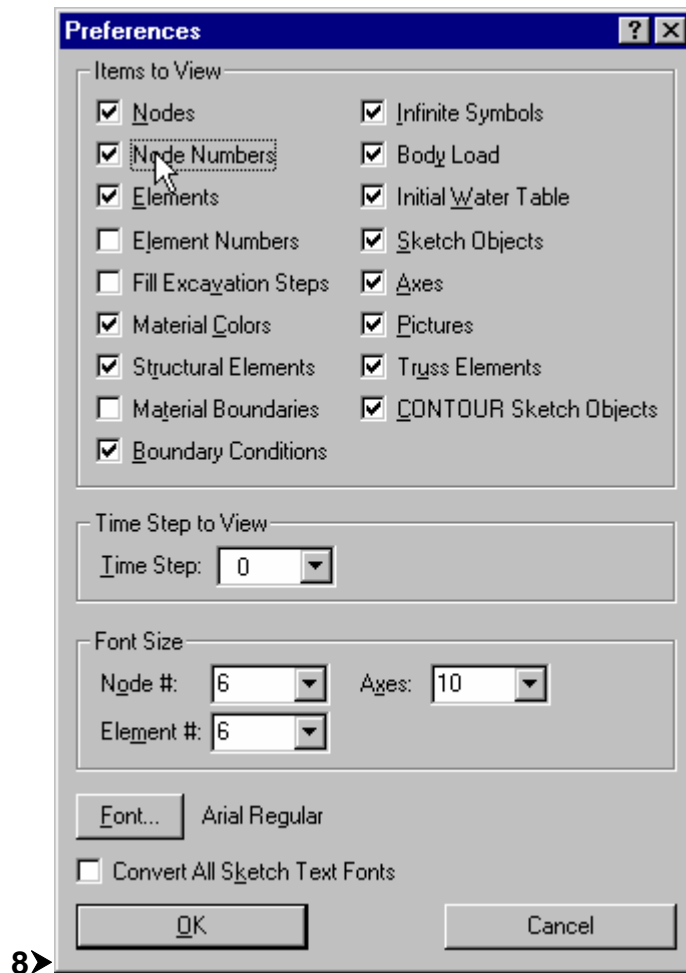 Preferences
Items to View
Nodes
Infinite Symbols
Node Numbers
Body Load
Elements
Initial Water Table
Element Numbers
Sketch Objects
Fill Excavation Steps
Axes
Material Colors
Pictures
Structural Elements
Truss Elements
Material Boundaries
CONTOUR Sketch Objects
Boundary Conditions
Time Step to View
Time Step: 0
Font Size
Node #: 6 Axes: 10
Element #: 6
Font... Arial Regular
Convert All Sketch Text Fonts
OK Cancel
8